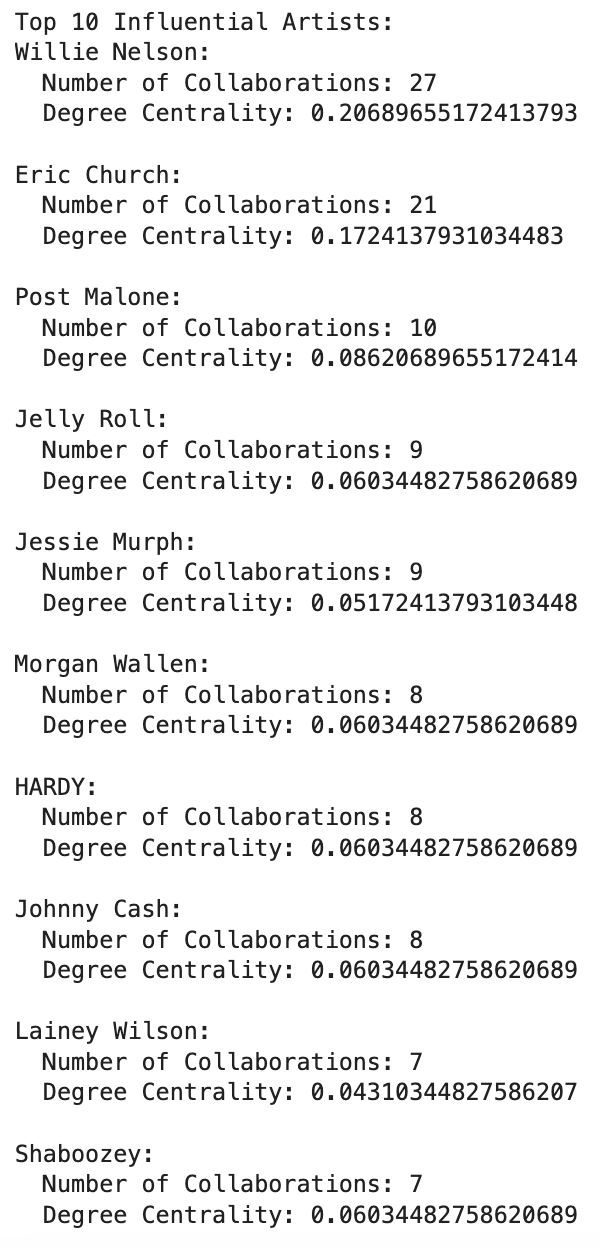 Top 10 Influential Artists:
Willie Nelson:
Number of Collaborations: 27
Degree Centrality: 0.20689655172413793
Eric Church:
Number of Collaborations: 21
Degree Centrality: 0.1724137931034483
Post Malone:
Number of Collaborations: 10
Degree Centrality: 0.08620689655172414
Jelly Roll:
Number of Collaborations: 9
Degree Centrality: 0.06034482758620689
Jessie Murph:
Number of Collaborations: 9
Degree Centrality: 0.05172413793103448
Morgan Wallen:
Number of Collaborations: 8
Degree Centrality: 0.06034482758620689
HARDY:
Number of Collaborations: 8
Degree Centrality: 0.06034482758620689
Johnny Cash:
Number of Collaborations: 8
Degree Centrality: 0.06034482758620689
Lainey Wilson:
Number of Collaborations: 7
Degree Centrality: 0.04310344827586207
Shaboozey:
Number of Collaborations: 7
Degree Centrality: 0.06034482758620689